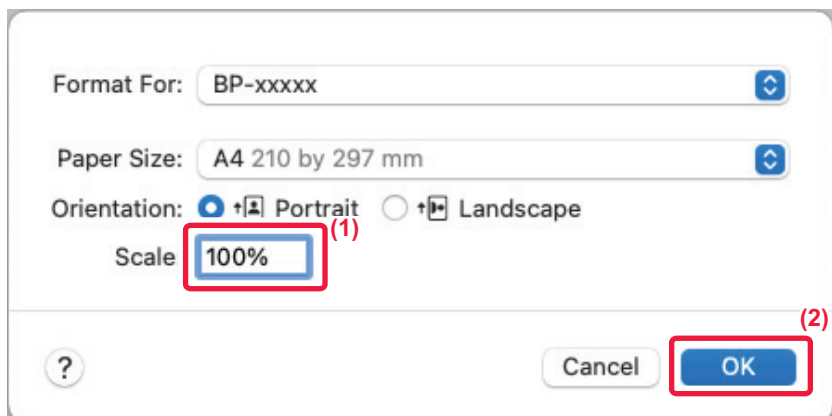 Format For: BP-xxxxx
Paper Size: A4 210 by 297 mm
Orientation: Portrait Landscape
(1)
Scale 100%
(2)
? Cancel OK